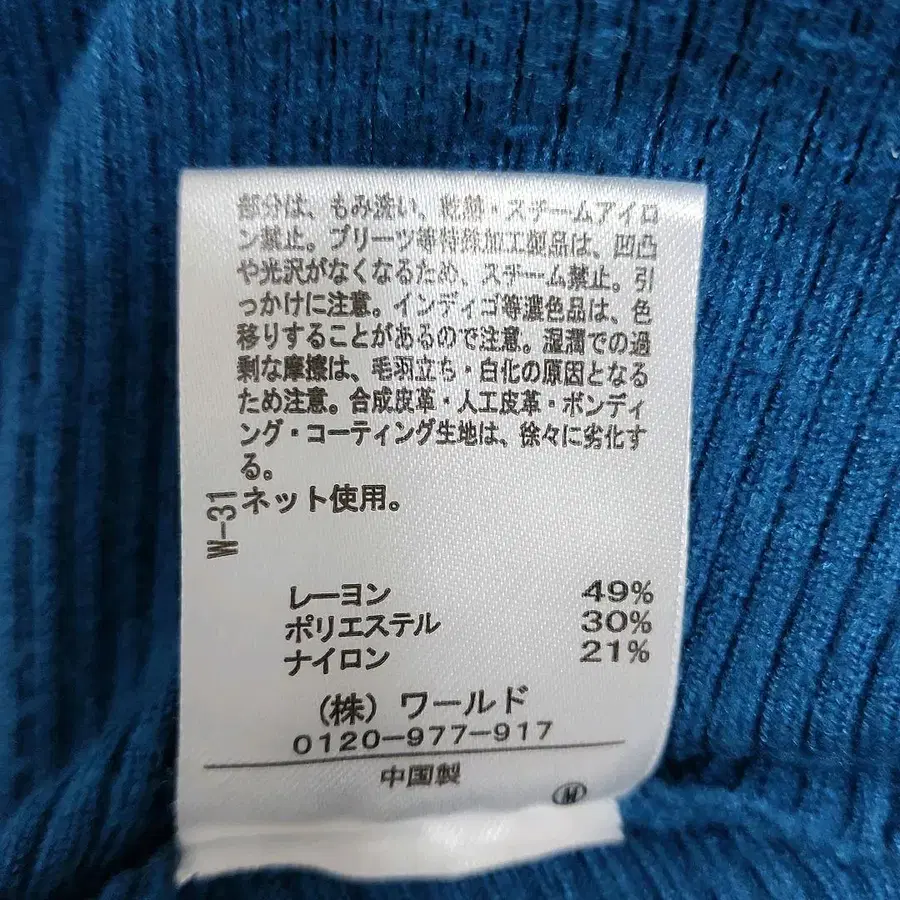 部分は、もみ洗い、乾燥・スチームアイロ
ン禁止。プリーツ等特殊加工製品は、凹凸
や光沢がなくなるため、スチーム禁止。引
っかけに注意。インディゴ等濃色品は、色
移りすることがあるので注意。湿潤での過
剰な摩擦は、毛羽立ち・白化の原因となる
ため注意。合成皮革・人工皮革・ボンディ
ング・コーティング生地は、徐々に劣化す
る。
ネット使用。
W-31
レーヨン 49%
ポリエステル 30%
ナイロン 21%
(株) ワールド
0120-977-917
中国製
M